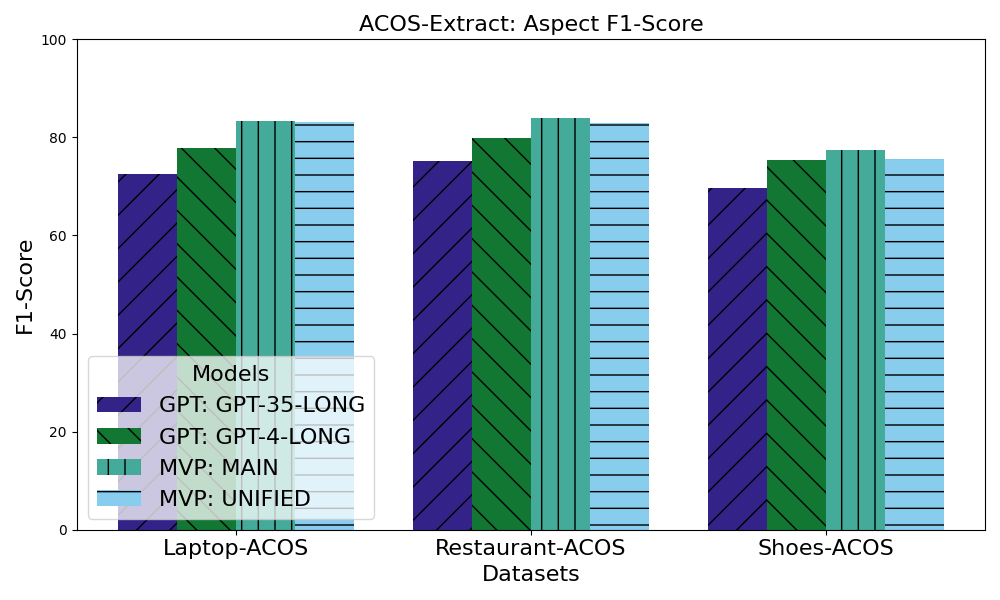 ACOS-Extract: Aspect F1-Score
100
80
60
40
20
0
F1-Score
Models
GPT: GPT-35-LONG
GPT: GPT-4-LONG
MVP: MAIN
MVP: UNIFIED
Laptop-ACOS
Restaurant-ACOS
Shoes-ACOS
Datasets